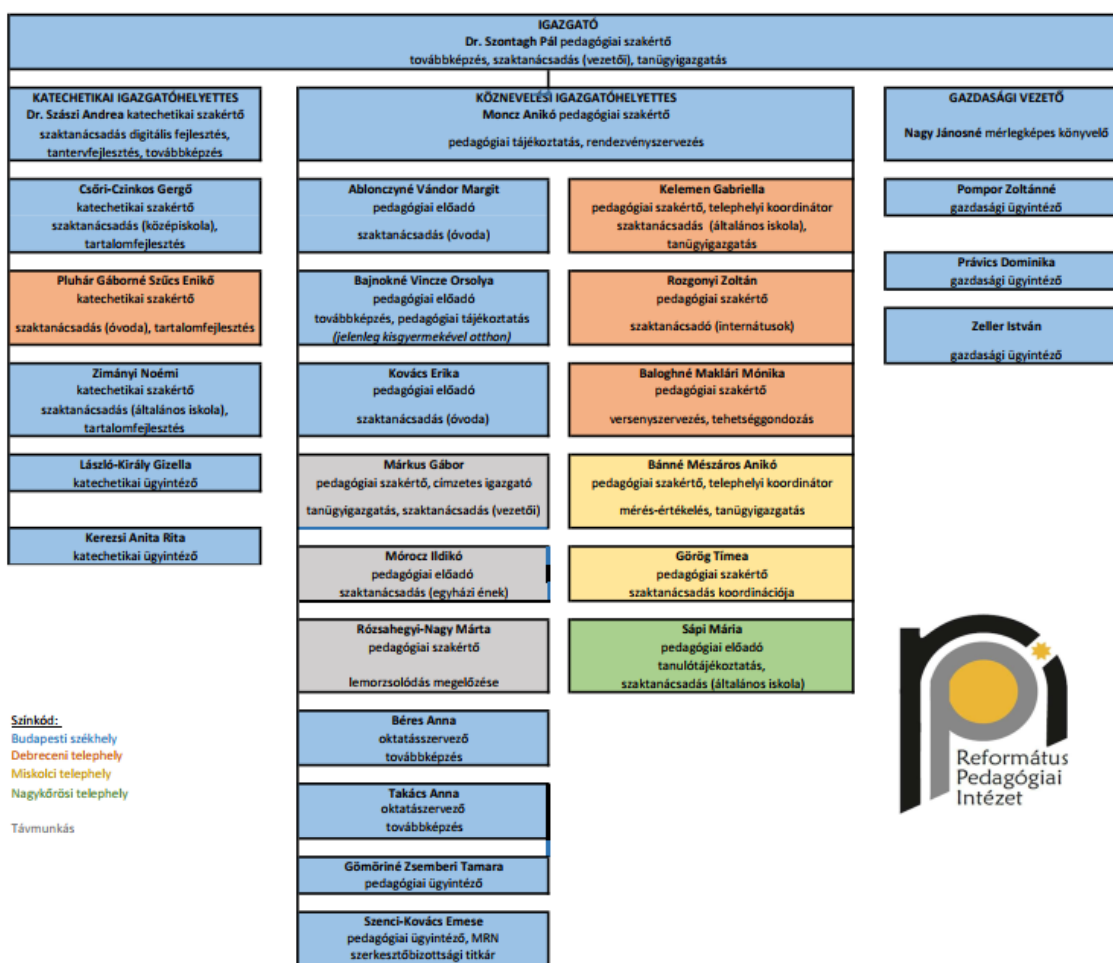 IGAZGATÓ
Dr. Szontagh Pál pedagógiai szakértő
továbbképzés, szaktanácsadás (vezetői), tanügyigazgatás
KATECHETIKAI IGAZGATÓHELYETTES
Dr. Szászi Andrea katechetikai szakértő
szaktanácsadás digitális fejlesztés,
tantervfejlesztés, továbbképzés
Csőri-Czinkos Gergő
katechetikai szakértő
szaktanácsadás (középiskola),
tartalomfejlesztés
Pluhár Gáborné Szűcs Enikő
katechetikai szakértő
szaktanácsadás (óvoda), tartalomfejlesztés
Zimányi Noémi
katechetikai szakértő
szaktanácsadás (általános iskola),
tartalomfejlesztés
László-Király Gizella
katechetikai ügyintéző
Kerezsi Anita Rita
katechetikai ügyintéző
KÖZNEVELÉSI IGAZGATÓHELYETTES
Moncz Anikó pedagógiai szakértő
pedagógiai tájékoztatás, rendezvényszervezés
Ablonczyné Vándor Margit
pedagógiai előadó
szaktanácsadás (óvoda)
Bajnokné Vincze Orsolya
pedagógiai előadó
továbbképzés, pedagógiai tájékoztatás
(jelenleg kisgyermekével otthon)
Kovács Erika
pedagógiai előadó
szaktanácsadás (óvoda)
Márkus Gábor
pedagógiai szakértő, címzetes igazgató
tanügyigazgatás, szaktanácsadás (vezetői)
Mórocz Ildikó
pedagógiai előadó
szaktanácsadás (egyházi ének)
Rózsahegyi-Nagy Márta
pedagógiai szakértő
lemorzsolódás megelőzése
Béres Anna
oktatásszervező
továbbképzés
Takács Anna
oktatászervező
továbbképzés
Gömöriné Zsemberi Tamara
pedagógiai ügyintéző
Szenci-Kovács Emese
pedagógiai ügyintéző, MRN
szerkesztőbizottsági titkár
Kelemen Gabriella
pedagógiai szakértő, telephelyi koordinátor
szaktanácsadás (általános iskola),
tanügyigazgatás
Rozgonyi Zoltán
pedagógiai szakértő
szaktanácsadó (internátusok)
Baloghné Maklári Mónika
pedagógiai szakértő
versenyszervezés, tehetséggondozás
Bánné Mészáros Anikó
pedagógiai szakértő, telephelyi koordinátor
mérés-értékelés, tanügyigazgatás
Görög Tímea
pedagógiai szakértő
szaktanácsadás koordinációja
Sápi Mária
pedagógiai előadó
tanulótájékoztatás,
szaktanácsadás (általános iskola)
GAZDASÁGI VEZETŐ
Nagy Jánosné mérlegképes könyvelő
Pompor Zoltánné
gazdasági ügyintéző
Právics Dominika
gazdasági ügyintéző
Zeller István
gazdasági ügyintéző
Színkód:
Budapesti székhely
Debreceni telephely
Miskolci telephely
Nagykőrösi telephely
Távmunkás
Református
Pedagógiai
Intézet